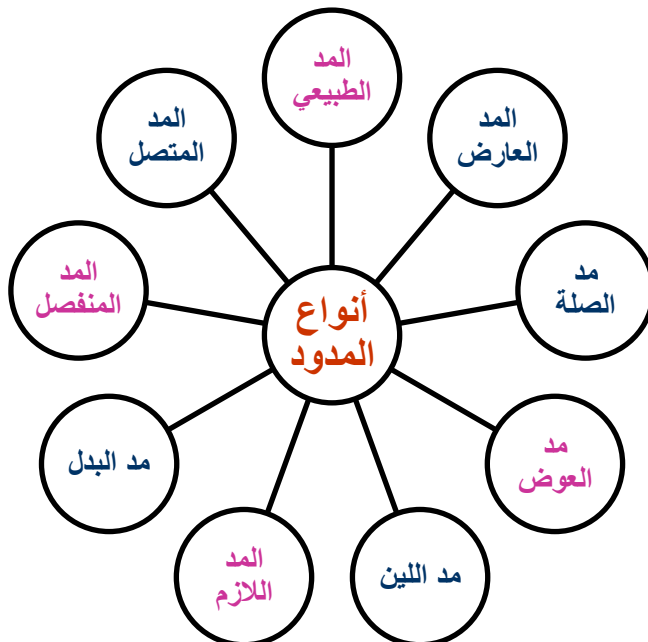 أنواع
المدود
المد
الطبيعي
المد
العارض
مد
الصلة
مد
العوض
مد اللين
المد
اللازم
مد البدل
المد
المنفصل
المد
المتصل